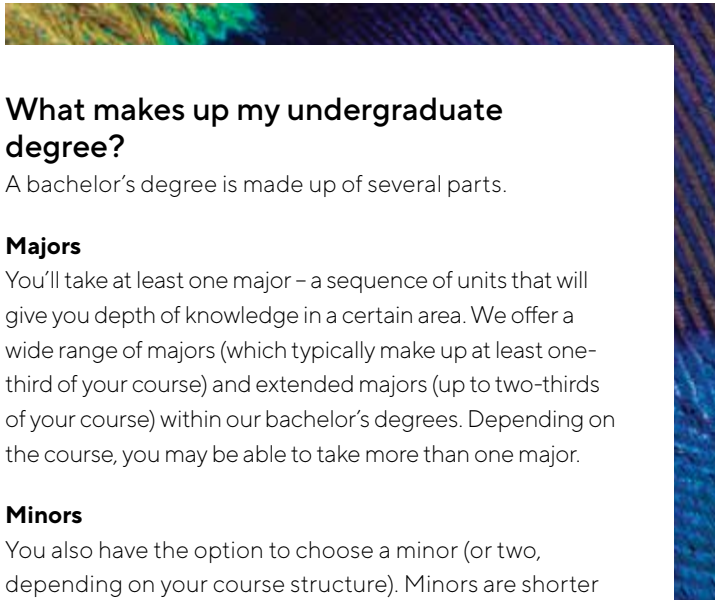 What makes up my undergraduate
degree?
A bachelor’s degree is made up of several parts.
Majors
You’ll take at least one major – a sequence of units that will
give you depth of knowledge in a certain area. We offer a
wide range of majors (which typically make up at least one-
third of your course) and extended majors (up to two-thirds
of your course) within our bachelor’s degrees. Depending on
the course, you may be able to take more than one major.
Minors
You also have the option to choose a minor (or two,
depending on your course structure). Minors are shorter